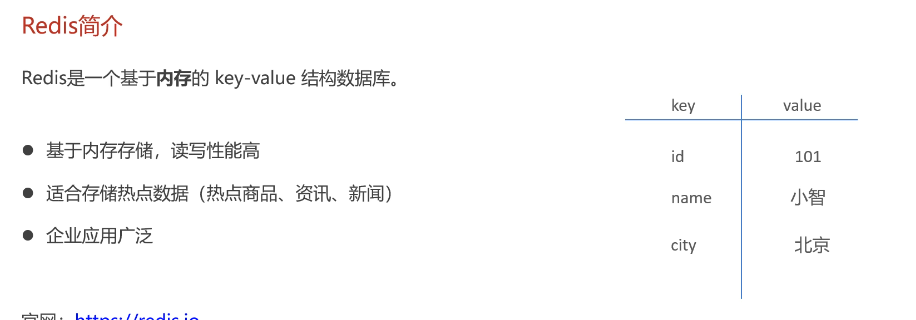 Redis简介
Redis是一个基于内存的 key-value 结构数据库。
● 基于内存存储，读写性能高
● 适合存储热点数据（热点商品、资讯、新闻）
● 企业应用广泛
key value
id 101
name 小智
city 北京
官网：https://redis.io